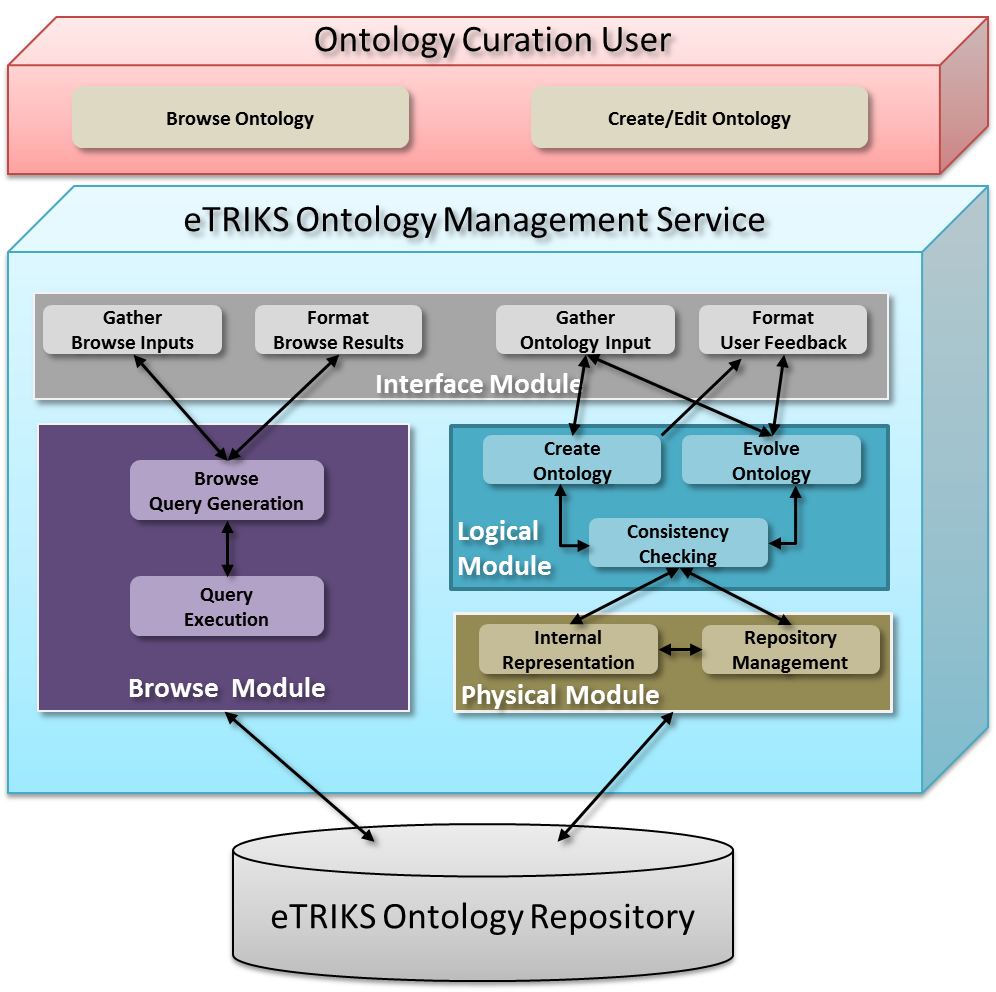 Ontology Curation User
Browse Ontology
Create/Edit Ontology
eTRIKS Ontology Management Service
Gather
Browse Inputs
Format
Browse Results
Gather
Ontology Input
Format
User Feedback
Interface Module
Browse
Query Generation
Query
Execution
Browse Module
Create
Ontology
Evolve
Ontology
Logical
Module
Consistency
Checking
Internal
Representation
Repository
Management
Physical Module
eTRIKS Ontology Repository